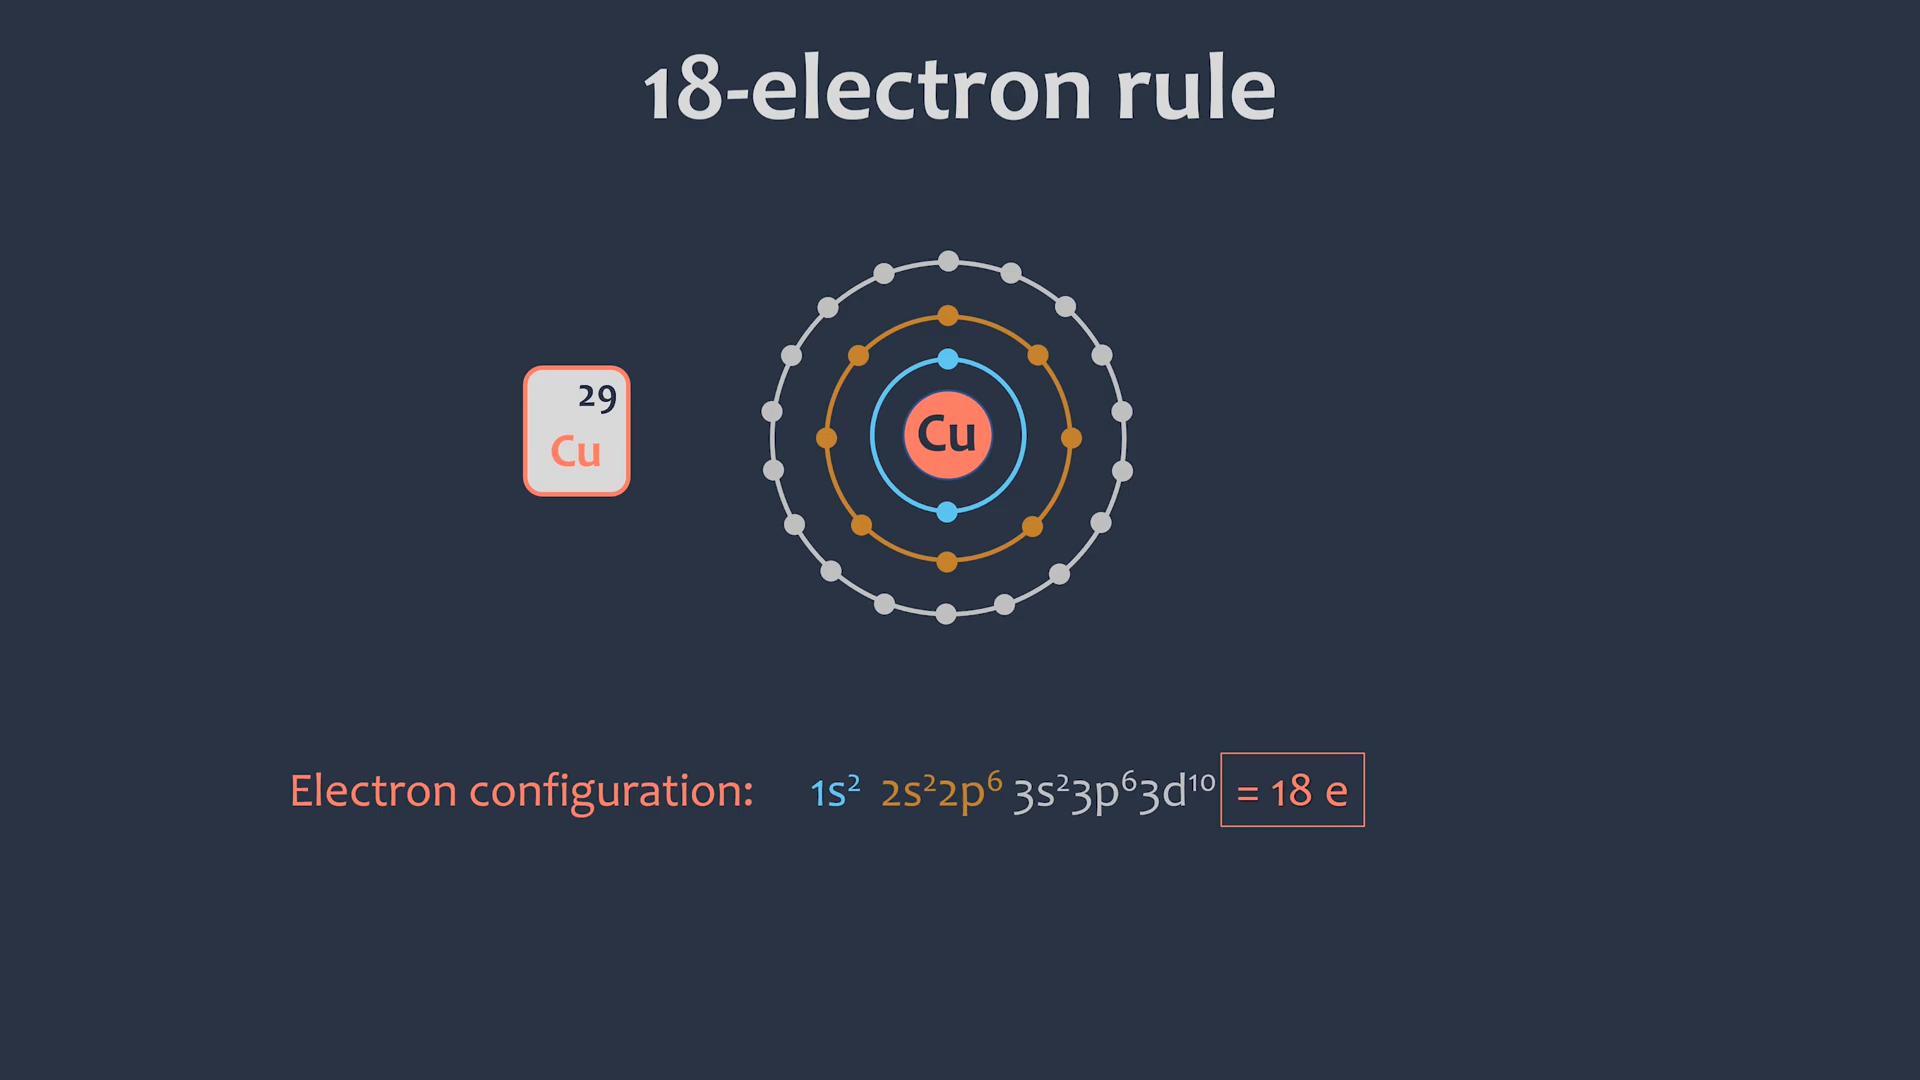 18-electron rule
29
Cu
Cu
Electron configuration: 1s² 2s²2p⁶ 3s²3p⁶3d¹⁰ = 18 e